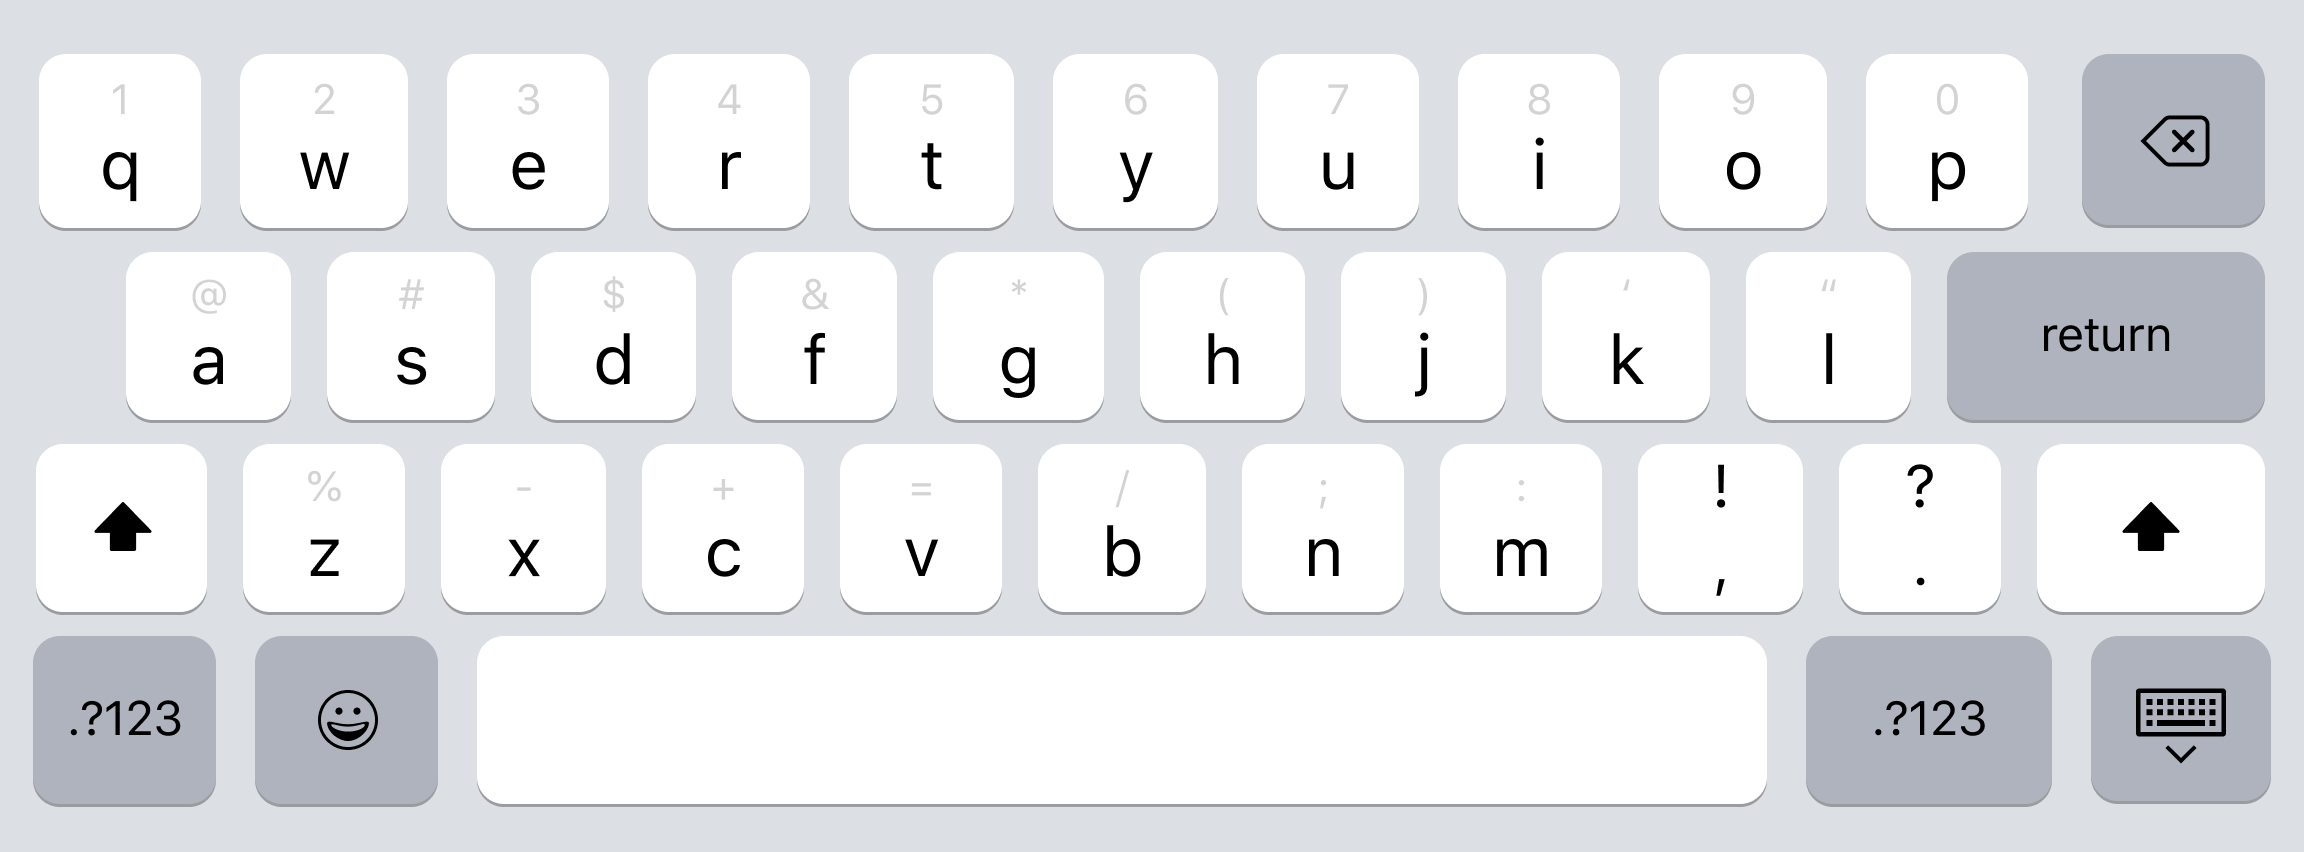 1 2 3 4 5 6 7 8 9 0
q w e r t y u i o p
@ # $ & * ( ) ‘ “
a s d f g h j k l return
% - + = / ; : ! ?
z x c v b n m , .
.?123 .?123